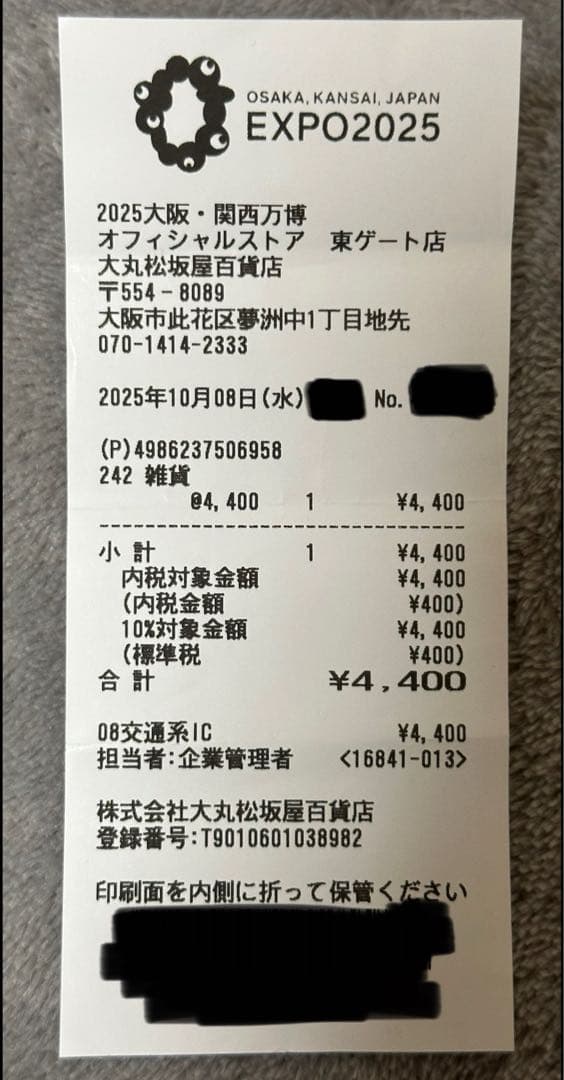 OSAKA, KANSAI, JAPAN
EXPO2025
2025大阪・関西万博
オフィシャルストア 東ゲート店
大丸松坂屋百貨店
〒554-8089
大阪市此花区夢洲中1丁目地先
070-1414-2333
2025年10月08日(水) No.
(P)4986237506958
242 雑貨
@4,400 1 ¥4,400
小計 1 ¥4,400
内税対象金額 ¥4,400
(内税金額 ¥400)
10%対象金額 ¥4,400
(標準税 ¥400)
合計 ¥4,400
08交通系IC ¥4,400
担当者:企業管理者 <16841-013>
株式会社大丸松坂屋百貨店
登録番号:T9010601038982
印刷面を内側に折って保管ください